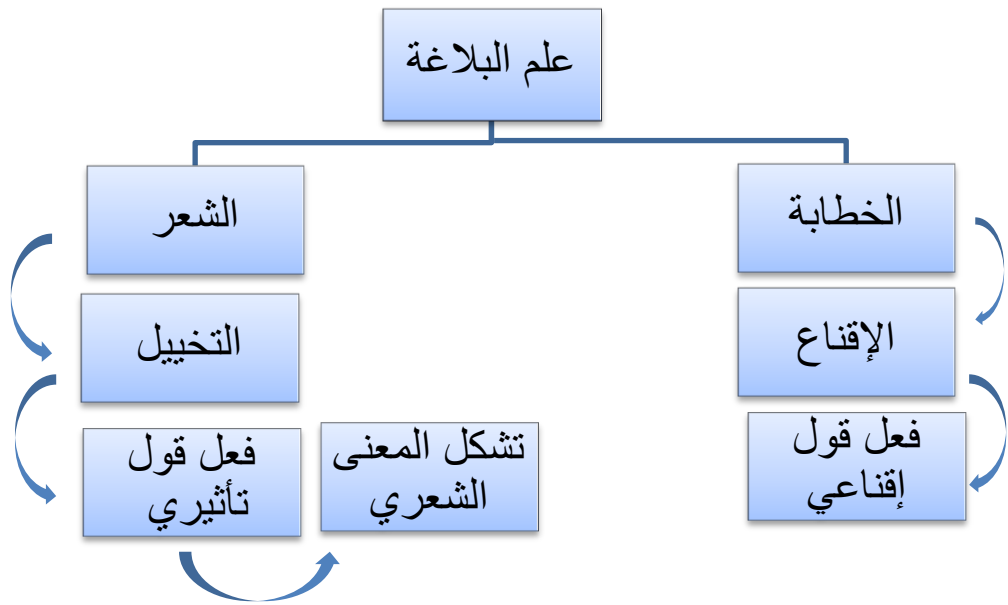 علم البلاغة
الخطابة
الشعر
الإقناع
التخييل
فعل قول
إقناعي
تشكل المعنى
الشعري
فعل قول
تأثيري